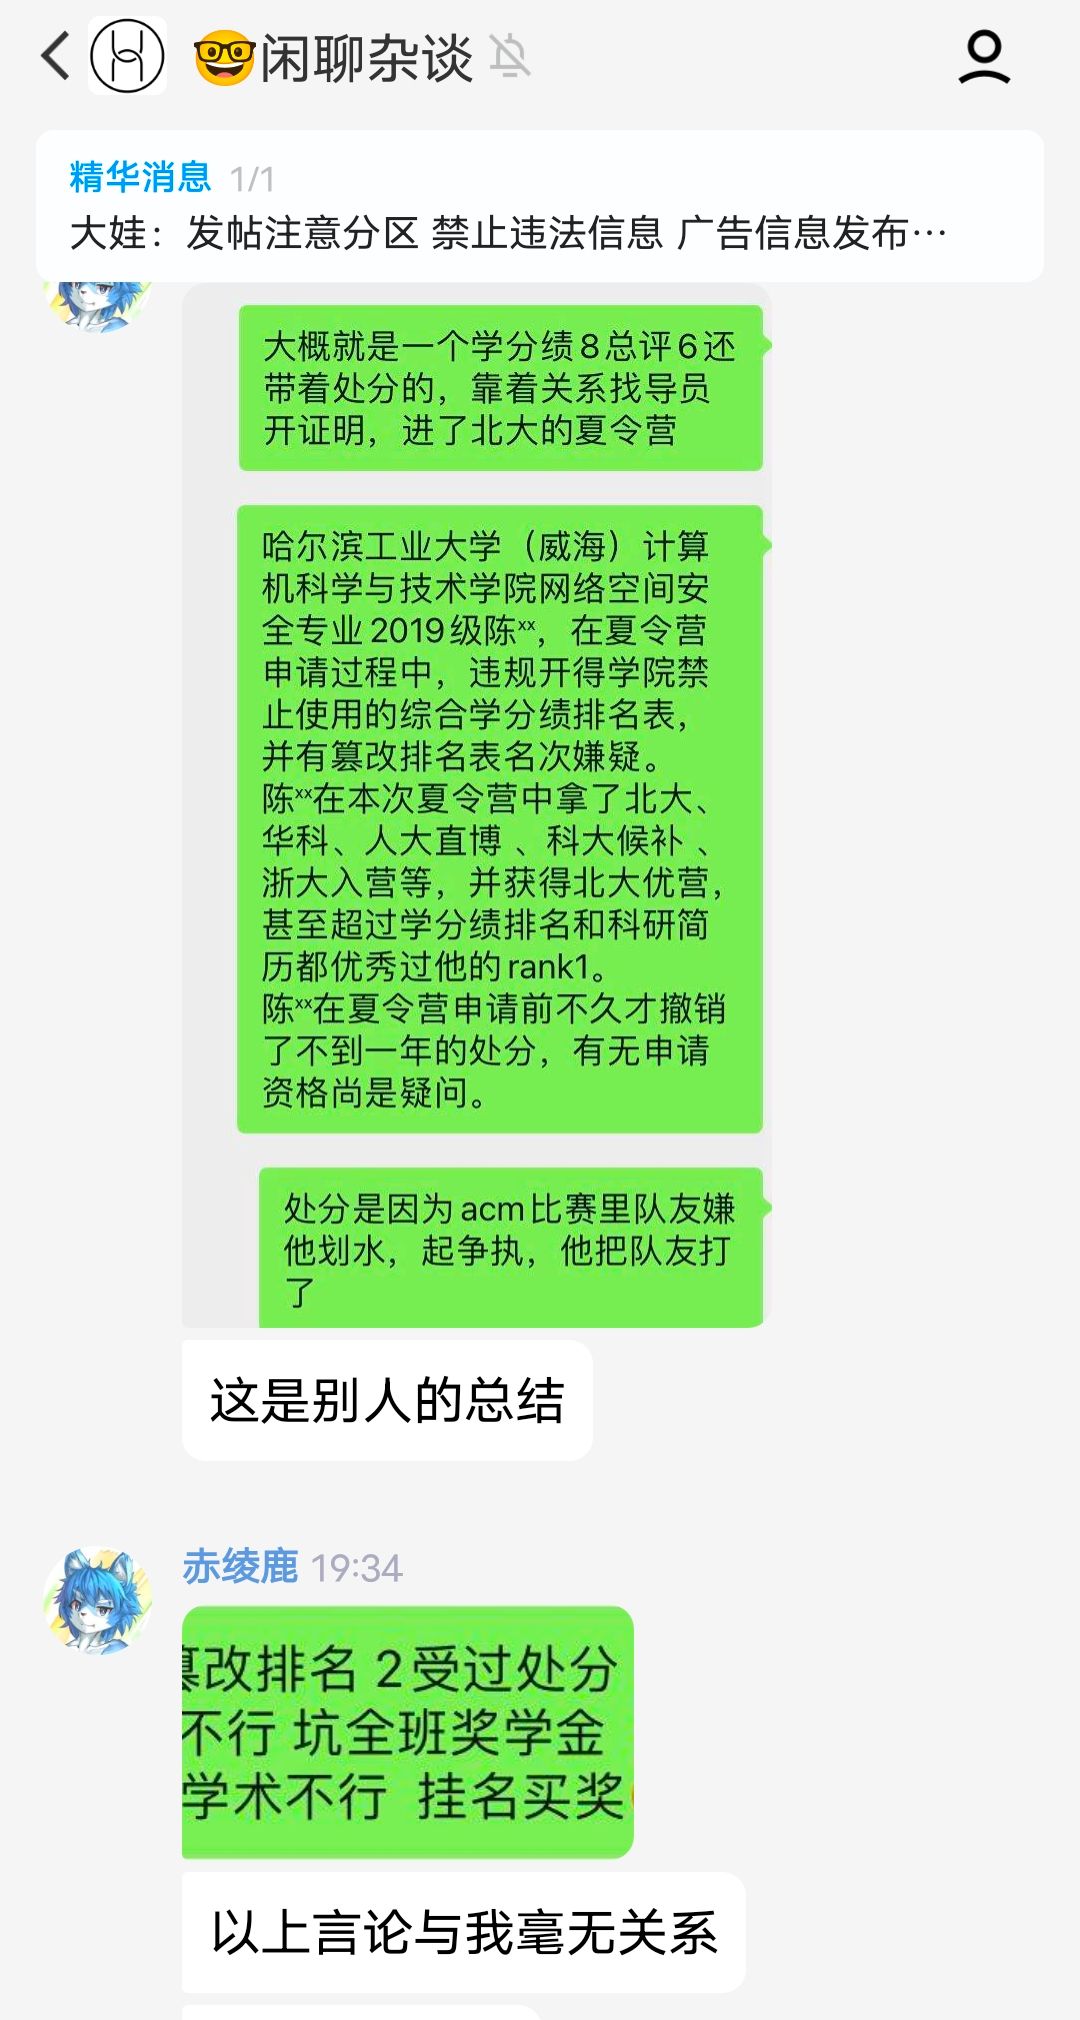 🤓闲聊杂谈
精华消息 1/1
大娃：发帖注意分区 禁止违法信息 广告信息发布…
大概就是一个学分绩8总评6还
带着处分的，靠着关系找导员
开证明，进了北大的夏令营
哈尔滨工业大学（威海）计算
机科学与技术学院网络空间安
全专业2019级陈xx，在夏令营
申请过程中，违规开得学院禁
止使用的综合学分绩排名表，
并有篡改排名表名次嫌疑。
陈xx在本次夏令营中拿了北大、
华科、人大直博 、科大候补 、
浙大入营等，并获得北大优营，
甚至超过学分绩排名和科研简
历都优秀过他的rank1。
陈xx在夏令营申请前不久才撤销
了不到一年的处分，有无申请
资格尚是疑问。
处分是因为acm比赛里队友嫌
他划水，起争执，他把队友打
了
这是别人的总结
赤绫鹿 19:34
篡改排名 2受过处分
不行 坑全班奖学金
学术不行 挂名买奖
以上言论与我毫无关系